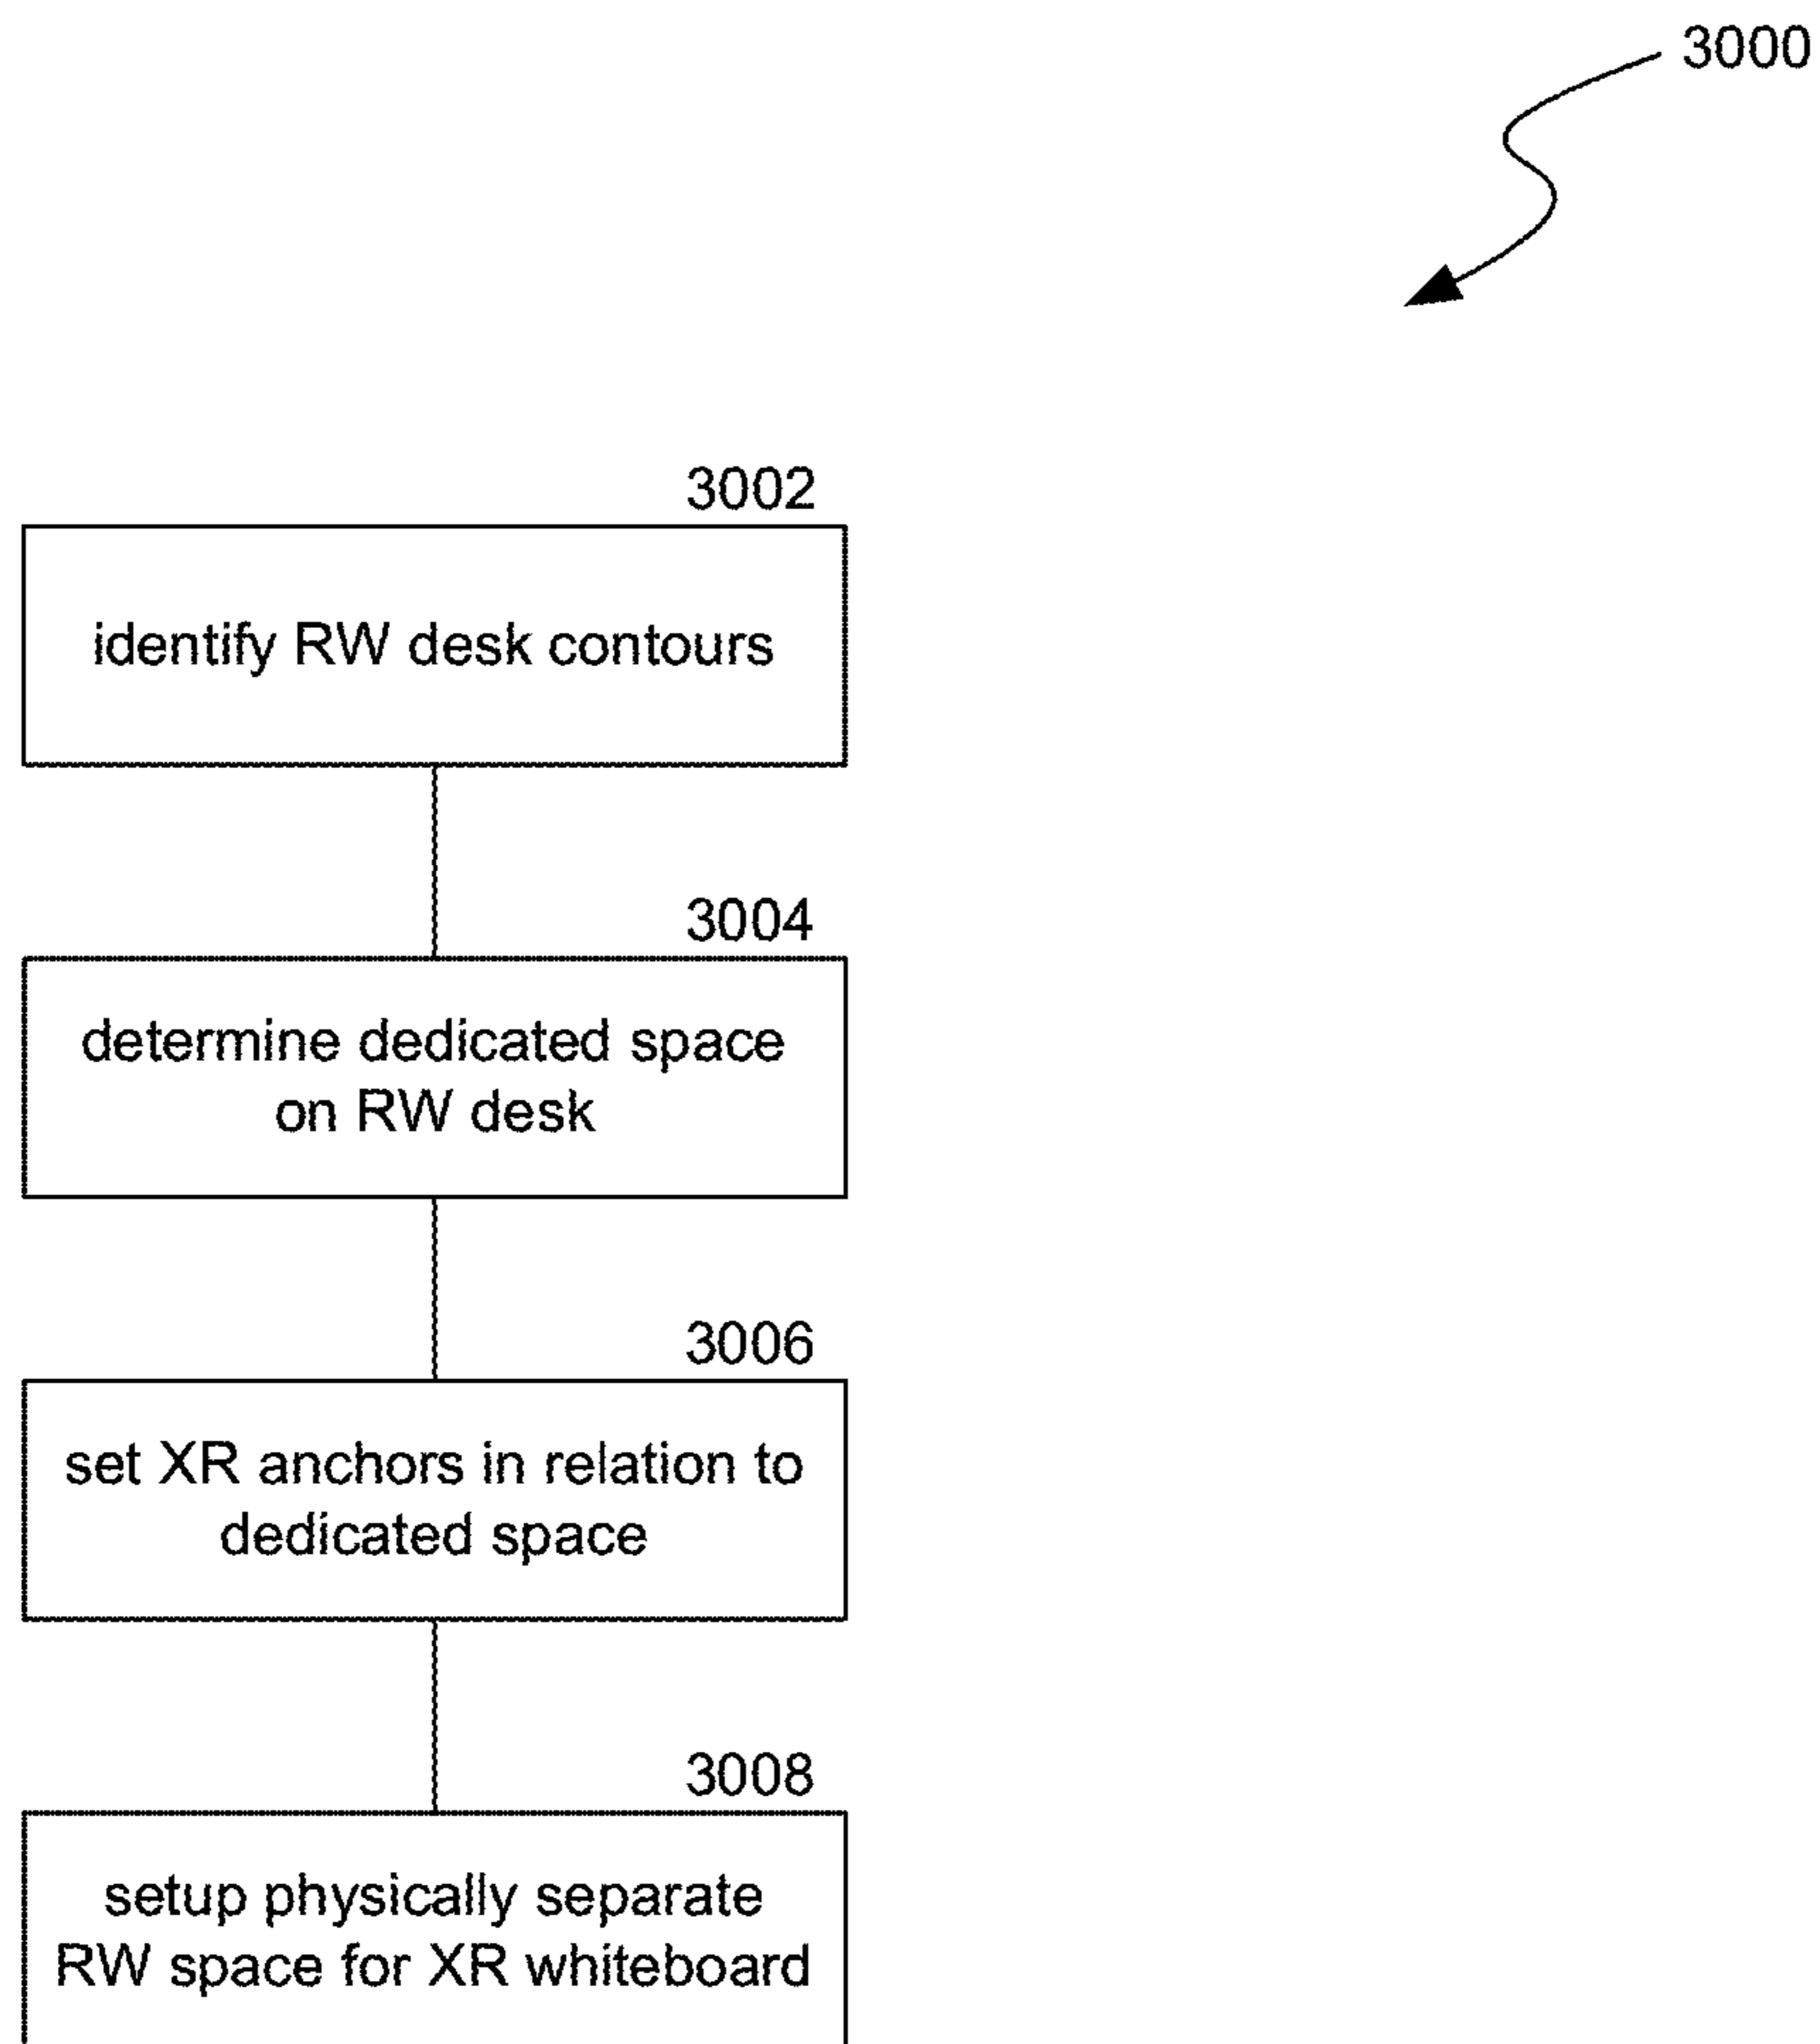 3000
3002
identify RW desk contours
3004
determine dedicated space
on RW desk
3006
set XR anchors in relation to
dedicated space
3008
setup physically separate
RW space for XR whiteboard